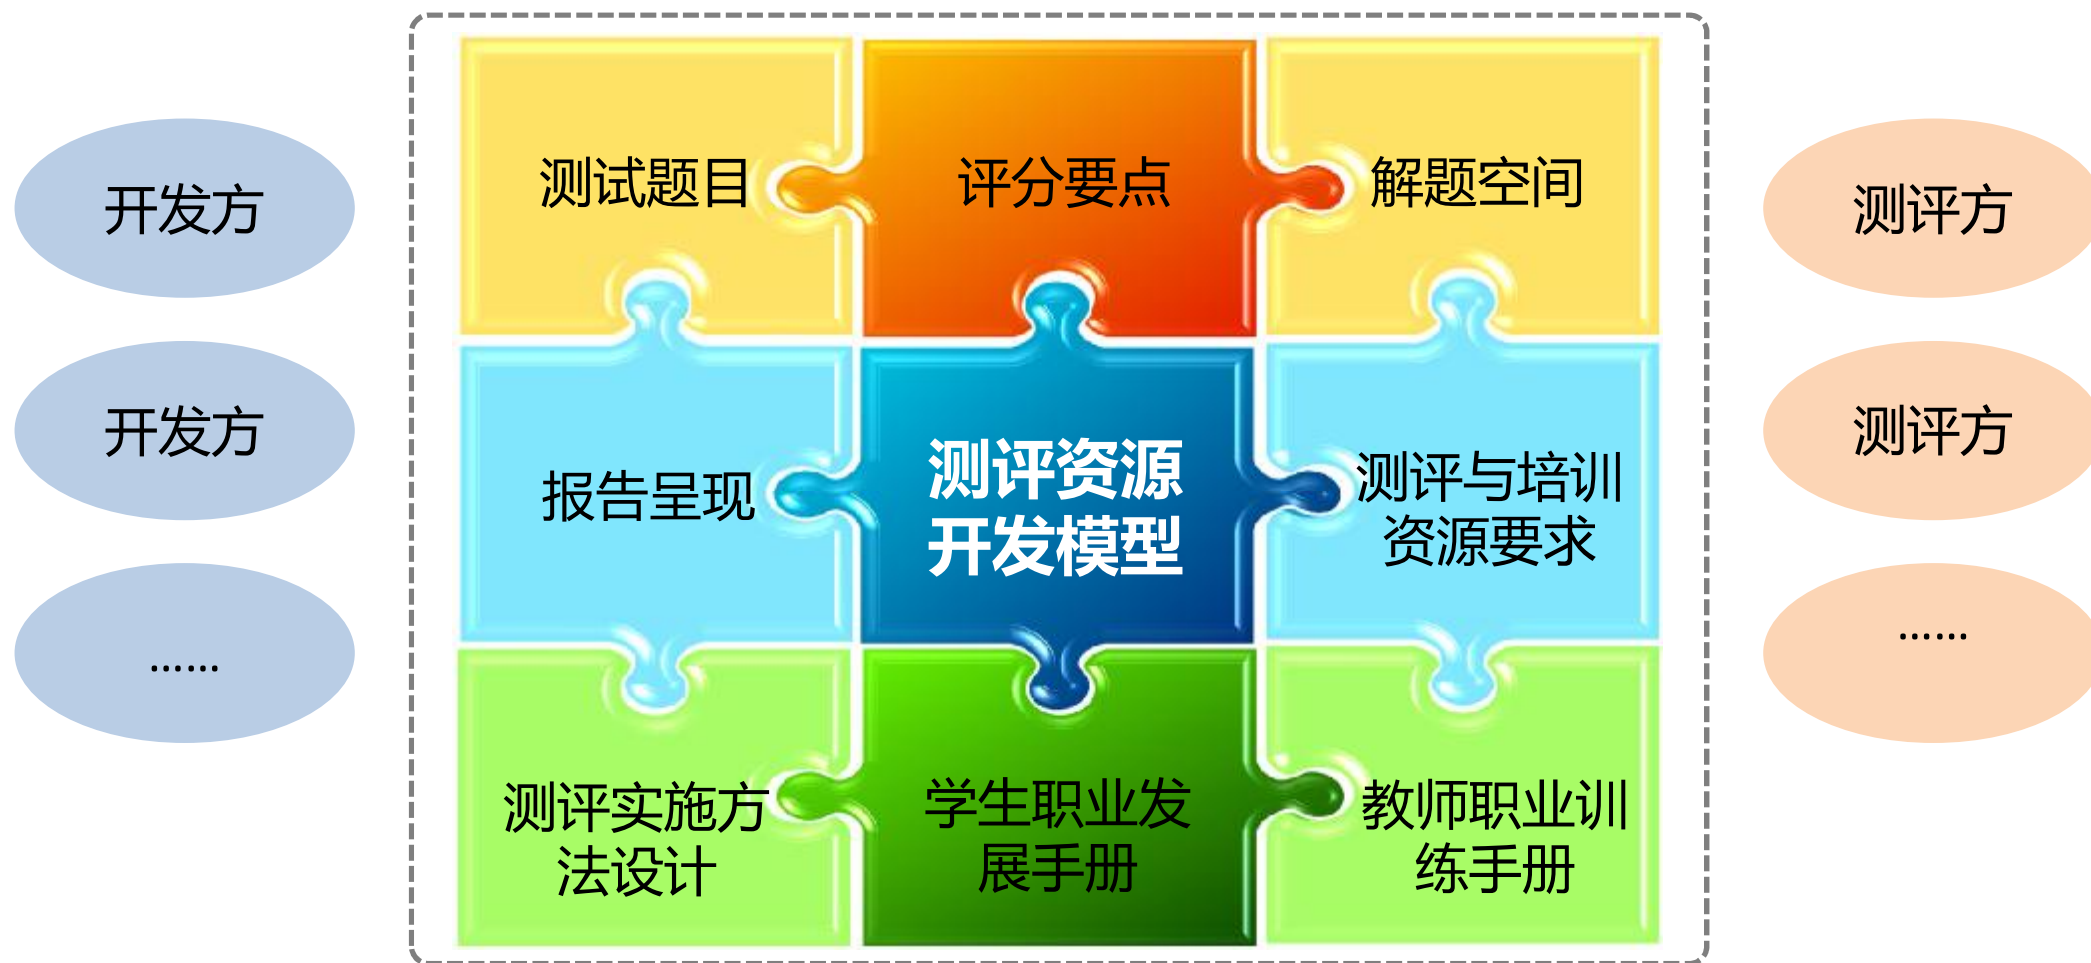 开发方
开发方
……
测试题目
评分要点
解题空间
报告呈现
测评资源
开发模型
测评与培训
资源要求
测评实施方
法设计
学生职业发
展手册
教师职业训
练手册
测评方
测评方
……